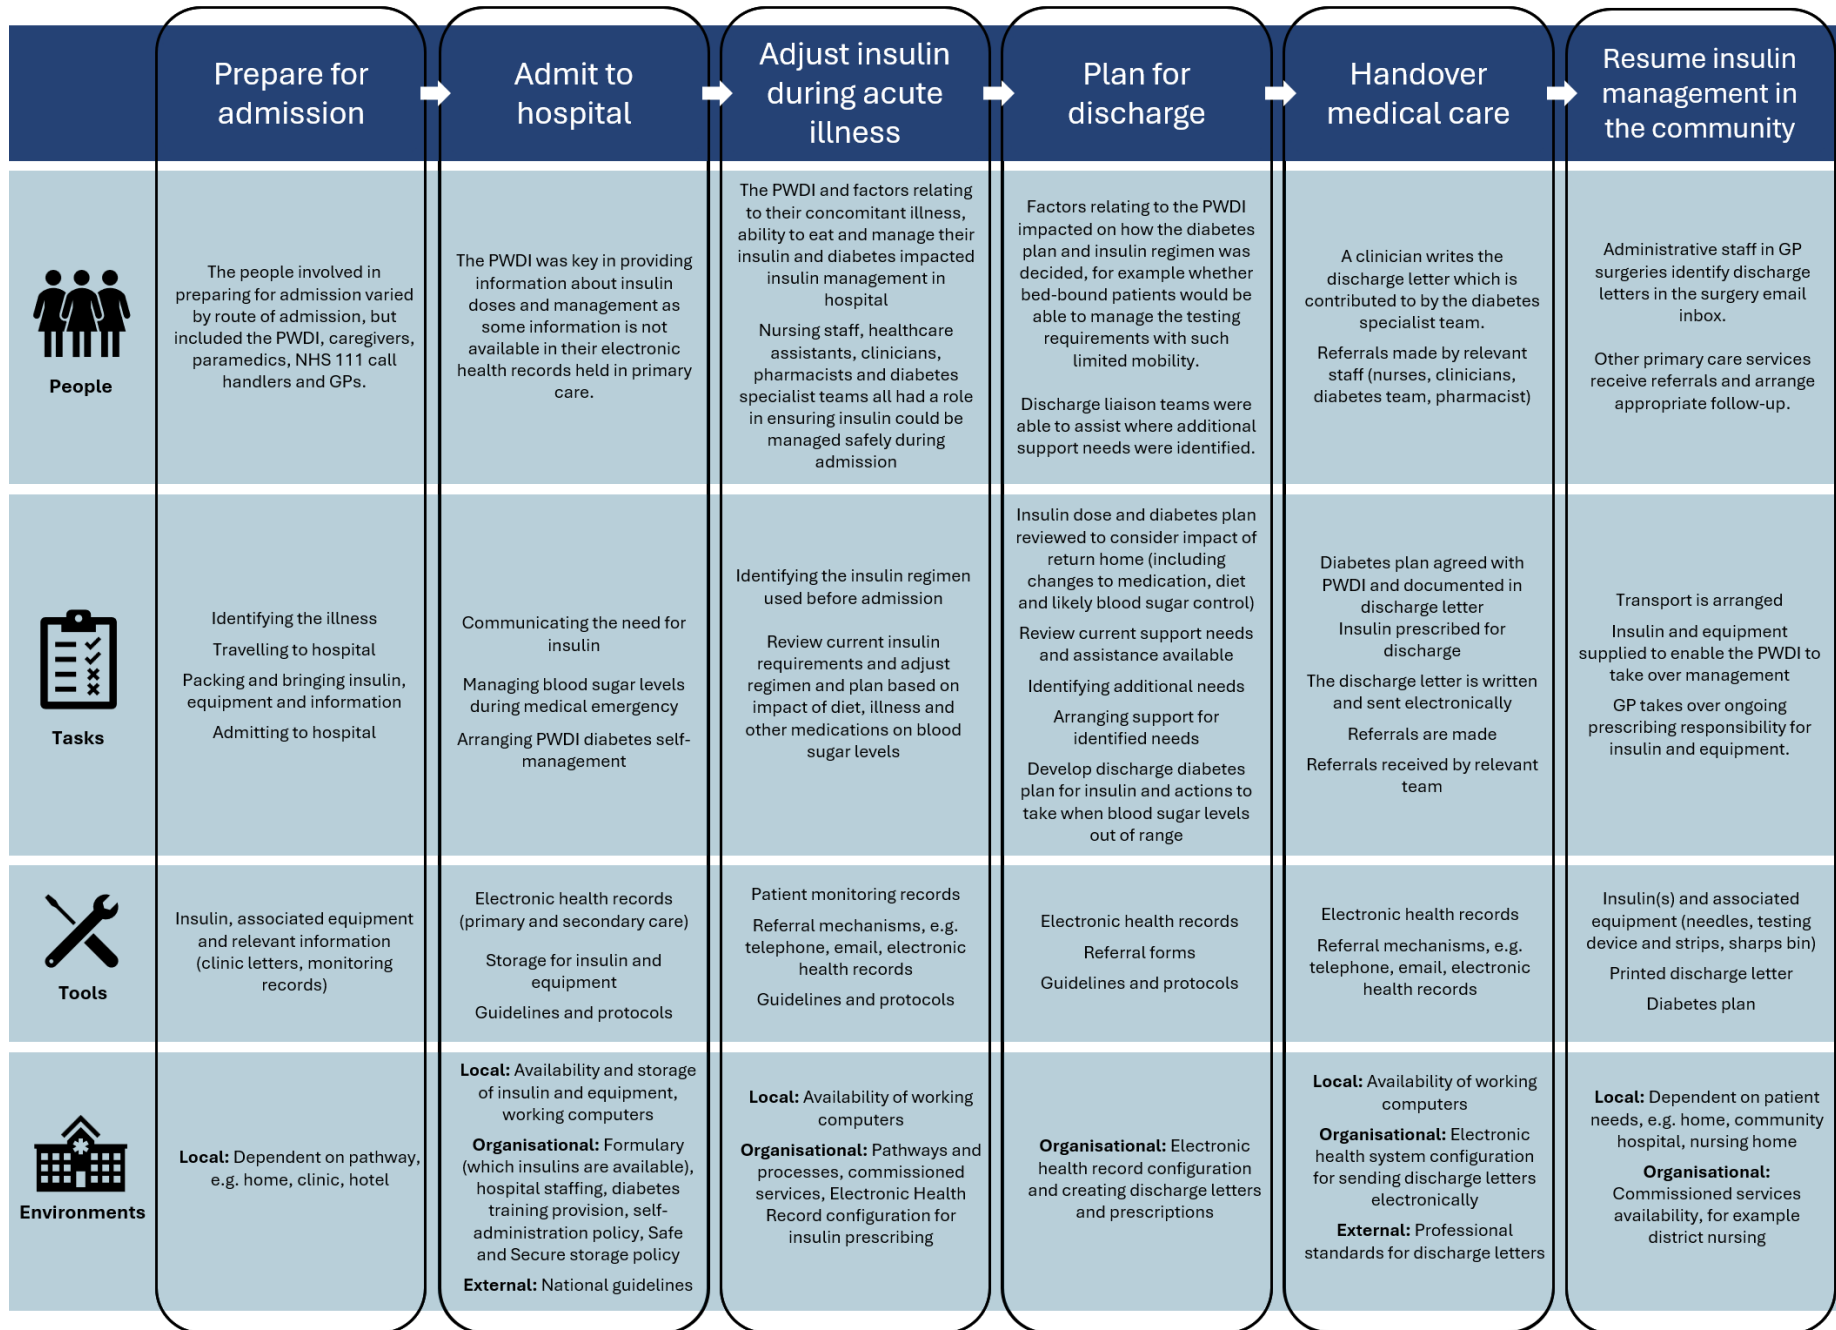 Prepare for
admission
Admit to
hospital
Adjust insulin
during acute
illness
Plan for
discharge
Handover
medical care
Resume insulin
management in
the community
People
The people involved in
preparing for admission varied
by route of admission, but
included the PWDI, caregivers,
paramedics, NHS 111 call
handlers and GPs.
The PWDI was key in providing
information about insulin
doses and management as
some information is not
available in their electronic
health records held in primary
care.
The PWDI and factors relating
to their concomitant illness,
ability to eat and manage their
insulin and diabetes impacted
insulin management in
hospital
Nursing staff, healthcare
assistants, clinicians,
pharmacists and diabetes
specialist teams all had a role
in ensuring insulin could be
managed safely during
admission
Factors relating to the PWDI
impacted on how the diabetes
plan and insulin regimen was
decided, for example whether
bed-bound patients would be
able to manage the testing
requirements with such
limited mobility.
Discharge liaison teams were
able to assist where additional
support needs were identified.
A clinician writes the
discharge letter which is
contributed to by the diabetes
specialist team.
Referrals made by relevant
staff (nurses, clinicians,
diabetes team, pharmacist)
Administrative staff in GP
surgeries identify discharge
letters in the surgery email
inbox.
Other primary care services
receive referrals and arrange
appropriate follow-up.
Tasks
Identifying the illness
Travelling to hospital
Packing and bringing insulin,
equipment and information
Admitting to hospital
Communicating the need for
insulin
Managing blood sugar levels
during medical emergency
Arranging PWDI diabetes self-
management
Identifying the insulin regimen
used before admission
Review current insulin
requirements and adjust
regimen and plan based on
impact of diet, illness and
other medications on blood
sugar levels
Insulin dose and diabetes plan
reviewed to consider impact of
return home (including
changes to medication, diet
and likely blood sugar control)
Review current support needs
and assistance available
Identifying additional needs
Arranging support for
identified needs
Develop discharge diabetes
plan for insulin and actions to
take when blood sugar levels
out of range
Diabetes plan agreed with
PWDI and documented in
discharge letter
Insulin prescribed for
discharge
The discharge letter is written
and sent electronically
Referrals are made
Referrals received by relevant
team
Transport is arranged
Insulin and equipment
supplied to enable the PWDI to
take over management
GP takes over ongoing
prescribing responsibility for
insulin and equipment.
Tools
Insulin, associated equipment
and relevant information
(clinic letters, monitoring
records)
Electronic health records
(primary and secondary care)
Storage for insulin and
equipment
Guidelines and protocols
Patient monitoring records
Referral mechanisms, e.g.
telephone, email, electronic
health records
Guidelines and protocols
Electronic health records
Referral forms
Guidelines and protocols
Electronic health records
Referral mechanisms, e.g.
telephone, email, electronic
health records
Insulin(s) and associated
equipment (needles, testing
device and strips, sharps bin)
Printed discharge letter
Diabetes plan
Environments
Local: Dependent on pathway,
e.g. home, clinic, hotel
Local: Availability and storage
of insulin and equipment,
working computers
Organisational: Formulary
(which insulins are available),
hospital staffing, diabetes
training provision, self-
administration policy, Safe
and Secure storage policy
External: National guidelines
Local: Availability of working
computers
Organisational: Pathways and
processes, commissioned
services, Electronic Health
Record configuration for
insulin prescribing
Organisational: Electronic
health record configuration
and creating discharge letters
and prescriptions
Local: Availability of working
computers
Organisational: Electronic
health system configuration
for sending discharge letters
electronically
External: Professional
standards for discharge letters
Local: Dependent on patient
needs, e.g. home, community
hospital, nursing home
Organisational:
Commissioned services
availability, for example
district nursing